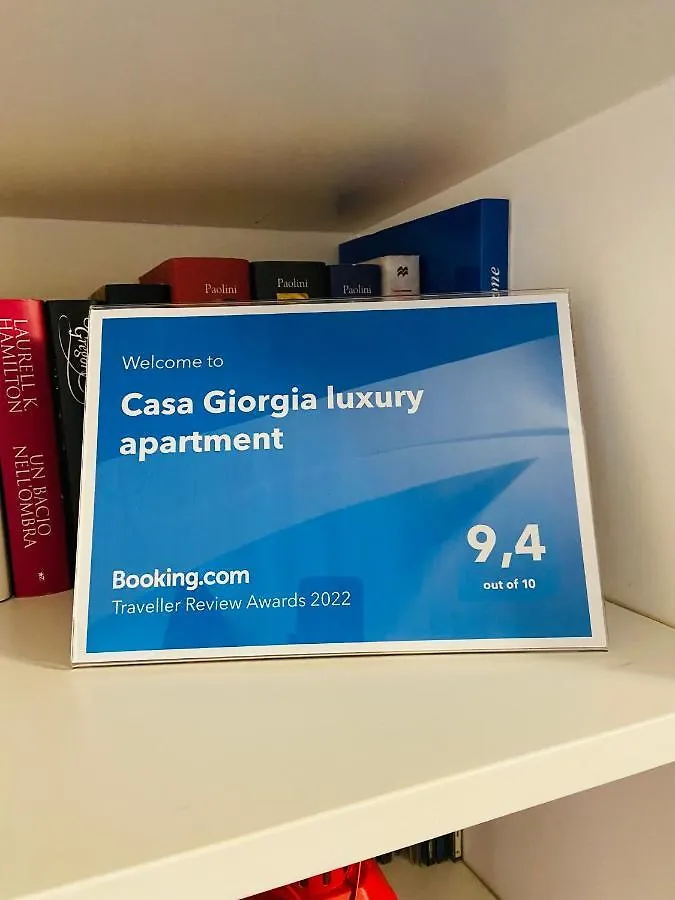 Paolini
Paolini
Paolini
LAURELL K.
HAMILTON
UN BACIO
NELL'OMBRA
Welcome to
Casa Giorgia luxury
apartment
9,4
out of 10
Booking.com
Traveller Review Awards 2022